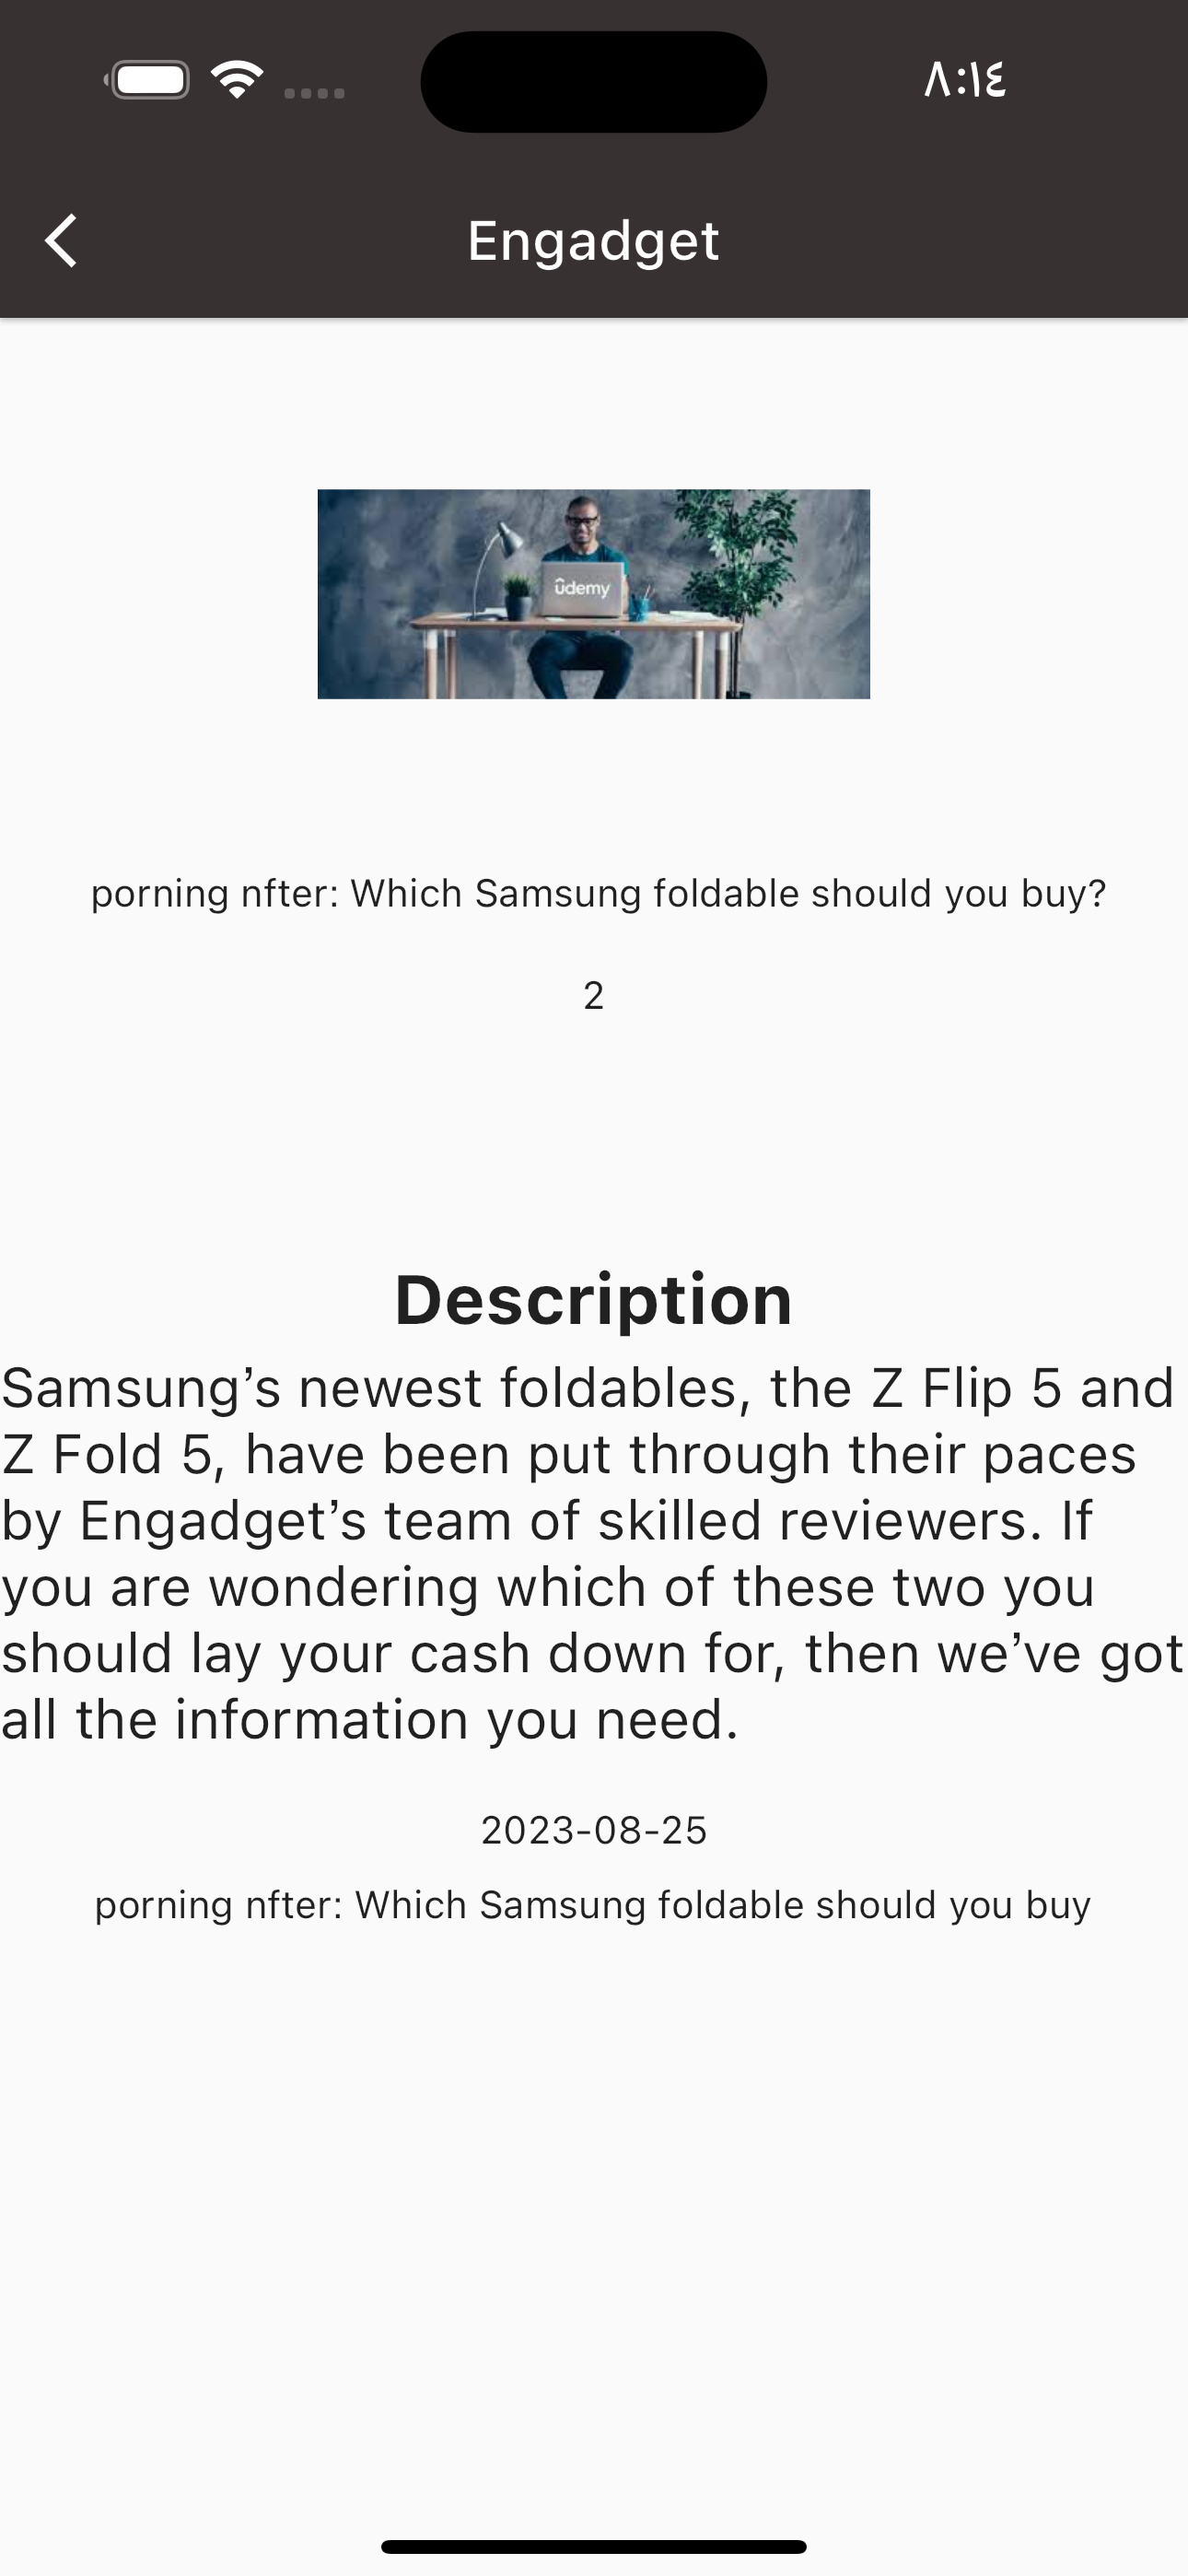 ٨:١٤
Engadget
ûdemy
porning nfter: Which Samsung foldable should you buy?
2
Description
Samsung’s newest foldables, the Z Flip 5 and
Z Fold 5, have been put through their paces
by Engadget’s team of skilled reviewers. If
you are wondering which of these two you
should lay your cash down for, then we’ve got
all the information you need.
2023-08-25
porning nfter: Which Samsung foldable should you buy